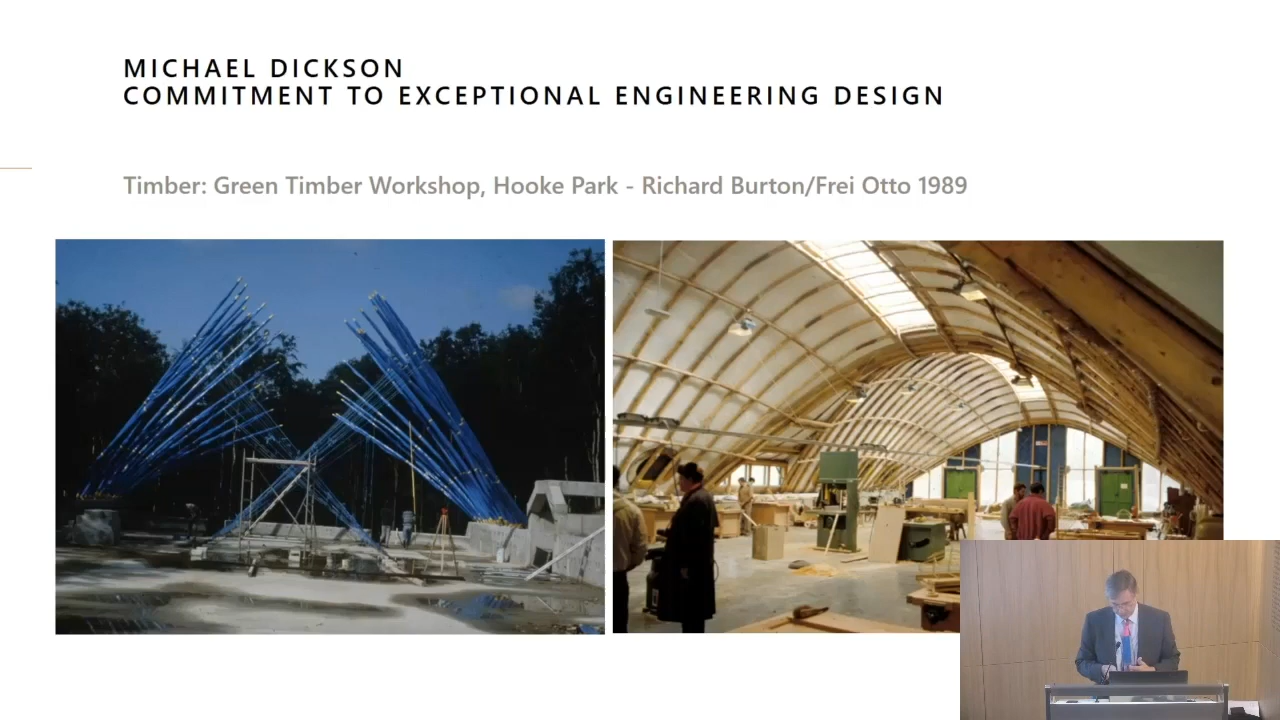 MICHAEL DICKSON
COMMITMENT TO EXCEPTIONAL ENGINEERING DESIGN
Timber: Green Timber Workshop, Hooke Park - Richard Burton/Frei Otto 1989